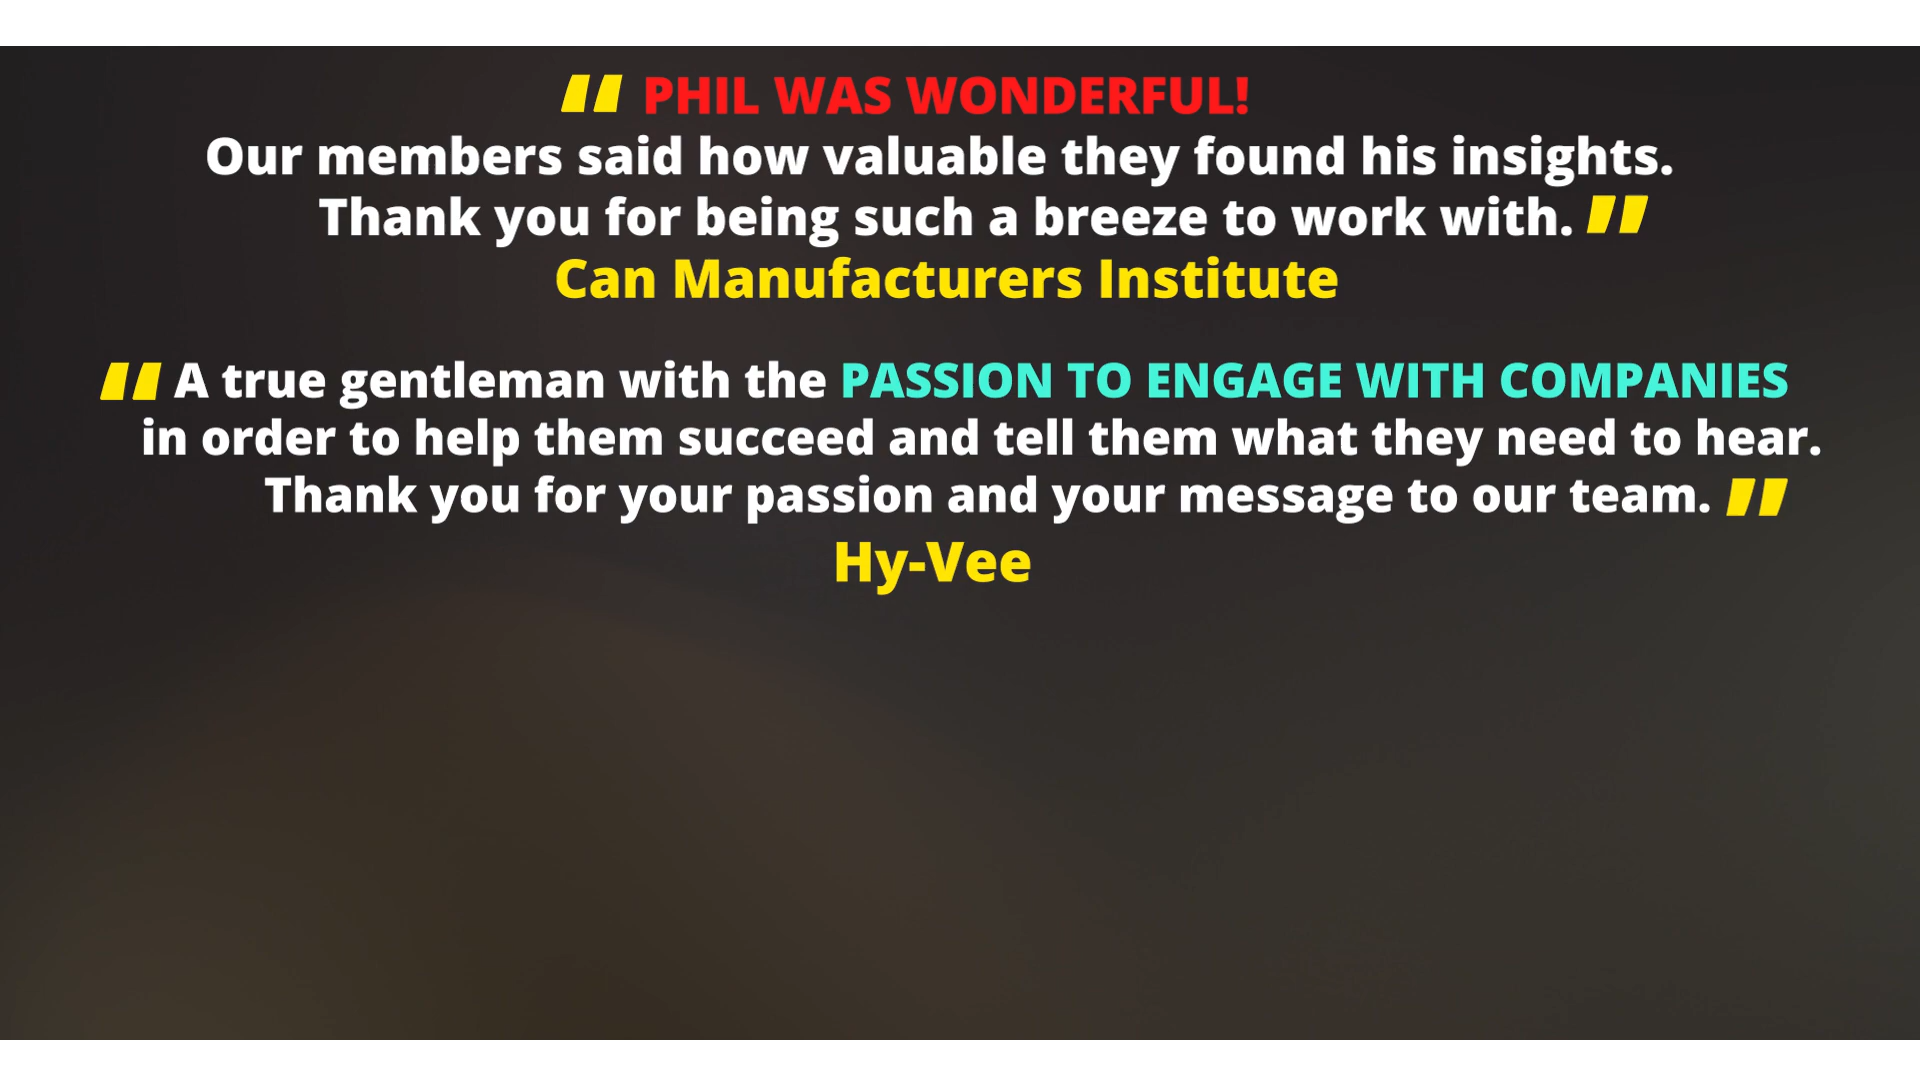 “ PHIL WAS WONDERFUL!
Our members said how valuable they found his insights.
Thank you for being such a breeze to work with. ”
Can Manufacturers Institute
“ A true gentleman with the PASSION TO ENGAGE WITH COMPANIES
in order to help them succeed and tell them what they need to hear.
Thank you for your passion and your message to our team. ”
Hy-Vee